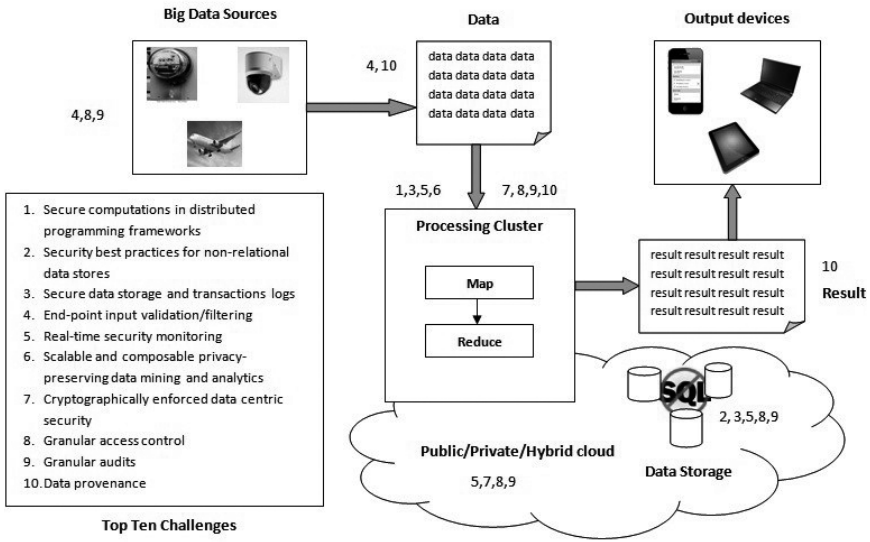 Big Data Sources
Data
Output devices
4,8,9
4, 10
data data data data
data data data data
data data data data
data data data data
1,3,5,6
7, 8,9,10
Processing Cluster
Map
Reduce
result result result result
result result result result
result result result result
result result result result
10
Result
1. Secure computations in distributed
programming frameworks
2. Security best practices for non-relational
data stores
3. Secure data storage and transactions logs
4. End-point input validation/filtering
5. Real-time security monitoring
6. Scalable and composable privacy-
preserving data mining and analytics
7. Cryptographically enforced data centric
security
8. Granular access control
9. Granular audits
10. Data provenance
Top Ten Challenges
SQL
2, 3,5,8,9
Public/Private/Hybrid cloud
Data Storage
5,7,8,9